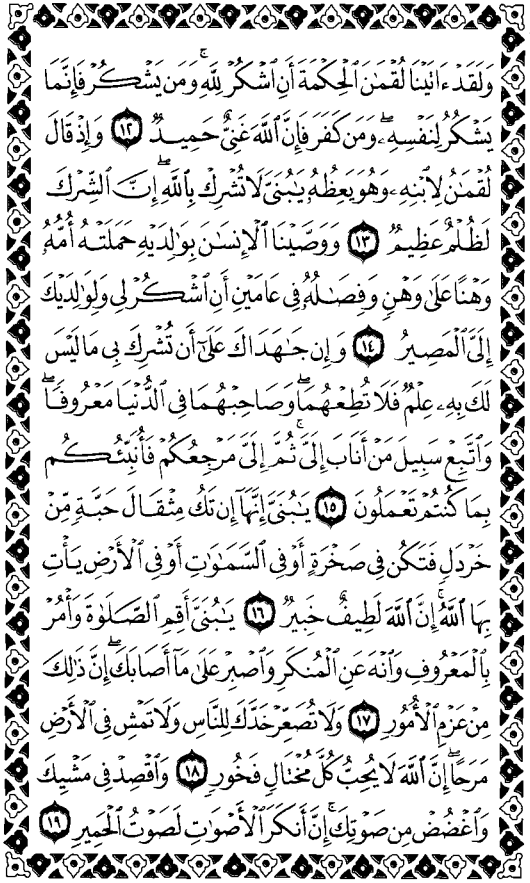 وَلَقَدْ ءَاتَيْنَا لُقْمَٰنَ ٱلْحِكْمَةَ أَنِ ٱشْكُرْ لِلَّهِ ۚ وَمَن يَشْكُرْ فَإِنَّمَا
يَشْكُرُ لِنَفْسِهِۦ ۖ وَمَن كَفَرَ فَإِنَّ ٱللَّهَ غَنِىٌّ حَمِيدٌ ١٢ وَإِذْ قَالَ
لُقْمَٰنُ لِٱبْنِهِۦ وَهُوَ يَعِظُهُۥ يَٰبُنَىَّ لَا تُشْرِكْ بِٱللَّهِ ۖ إِنَّ ٱلشِّرْكَ
لَظُلْمٌ عَظِيمٌ ١٣ وَوَصَّيْنَا ٱلْإِنسَٰنَ بِوَٰلِدَيْهِ حَمَلَتْهُ أُمُّهُۥ
وَهْنًا عَلَىٰ وَهْنٍ وَفِصَٰلُهُۥ فِى عَامَيْنِ أَنِ ٱشْكُرْ لِى وَلِوَٰلِدَيْكَ
إِلَىَّ ٱلْمَصِيرُ ١٤ وَإِن جَٰهَدَاكَ عَلَىٰٓ أَن تُشْرِكَ بِى مَا لَيْسَ
لَكَ بِهِۦ عِلْمٌ فَلَا تُطِعْهُمَا ۖ وَصَاحِبْهُمَا فِى ٱلدُّنْيَا مَعْرُوفًا ۖ
وَٱتَّبِعْ سَبِيلَ مَنْ أَنَابَ إِلَىَّ ۚ ثُمَّ إِلَىَّ مَرْجِعُكُمْ فَأُنَبِّئُكُم
بِمَا كُنتُمْ تَعْمَلُونَ ١٥ يَٰبُنَىَّ إِنَّهَآ إِن تَكُ مِثْقَالَ حَبَّةٍ مِّنْ
خَرْدَلٍ فَتَكُن فِى صَخْرَةٍ أَوْ فِى ٱلسَّمَٰوَٰتِ أَوْ فِى ٱلْأَرْضِ يَأْتِ
بِهَا ٱللَّهُ ۚ إِنَّ ٱللَّهَ لَطِيفٌ خَبِيرٌ ١٦ يَٰبُنَىَّ أَقِمِ ٱلصَّلَوٰةَ وَأْمُرْ
بِٱلْمَعْرُوفِ وَٱنْهَ عَنِ ٱلْمُنكَرِ وَٱصْبِرْ عَلَىٰ مَآ أَصَابَكَ ۖ إِنَّ ذَٰلِكَ
مِنْ عَزْمِ ٱلْأُمُورِ ١٧ وَلَا تُصَعِّرْ خَدَّكَ لِلنَّاسِ وَلَا تَمْشِ فِى ٱلْأَرْضِ
مَرَحًا ۖ إِنَّ ٱللَّهَ لَا يُحِبُّ كُلَّ مُخْتَالٍ فَخُورٍ ١٨ وَٱقْصِدْ فِى مَشْيِكَ
وَٱغْضُضْ مِن صَوْتِكَ ۚ إِنَّ أَنكَرَ ٱلْأَصْوَٰتِ لَصَوْتُ ٱلْحَمِيرِ ١٩